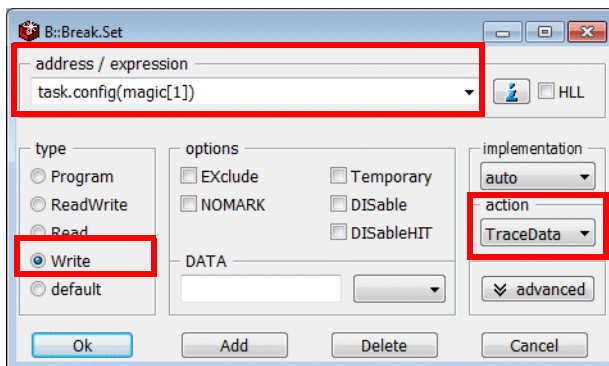 B::Break.Set
address / expression
task.config(magic[1])
i
HLL
type
options
implementation
Program
EXclude
Temporary
auto
ReadWrite
NOMARK
DISable
action
Read
DISableHIT
TraceData
Write
DATA
default
advanced
Ok
Add
Delete
Cancel